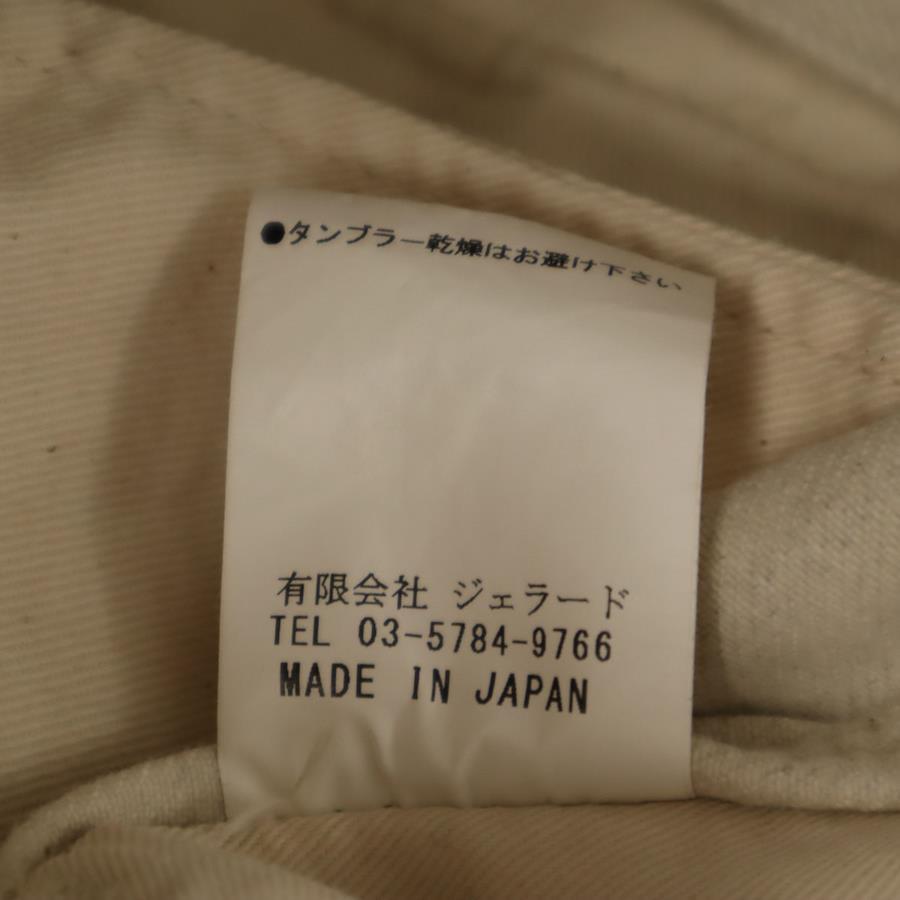 ●タンブラー乾燥はお避け下さい
有限会社 ジェラード
TEL 03-5784-9766
MADE IN JAPAN